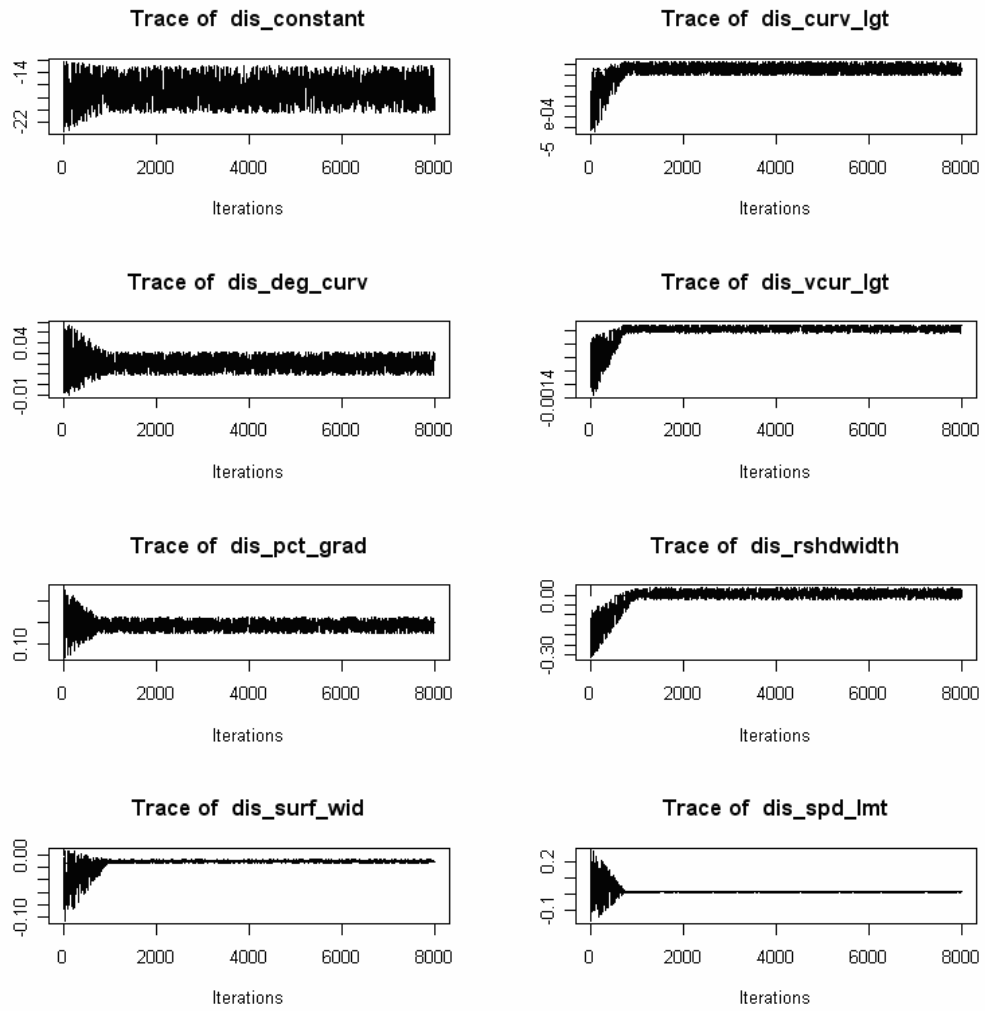 Trace of dis_constant
-14
-22
0 2000 4000 6000 8000
Iterations
Trace of dis_curv_lgt
-5 e-04
0 2000 4000 6000 8000
Iterations
Trace of dis_deg_curv
0.04
-0.01
0 2000 4000 6000 8000
Iterations
Trace of dis_vcur_lgt
-0.0014
0 2000 4000 6000 8000
Iterations
Trace of dis_pct_grad
0.10
0 2000 4000 6000 8000
Iterations
Trace of dis_rshdwidth
0.00
-0.30
0 2000 4000 6000 8000
Iterations
Trace of dis_surf_wid
0.00
-0.10
0 2000 4000 6000 8000
Iterations
Trace of dis_spd_lmt
0.2
-0.1
0 2000 4000 6000 8000
Iterations